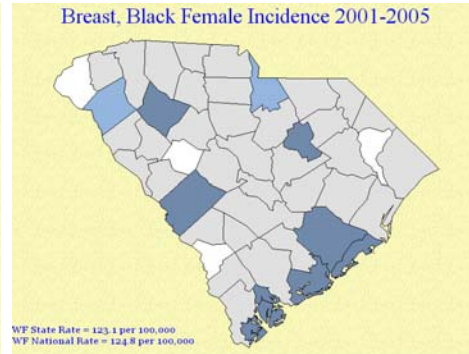 Breast, Black Female Incidence 2001-2005
WF State Rate = 123.1 per 100,000
WF National Rate = 124.8 per 100,000